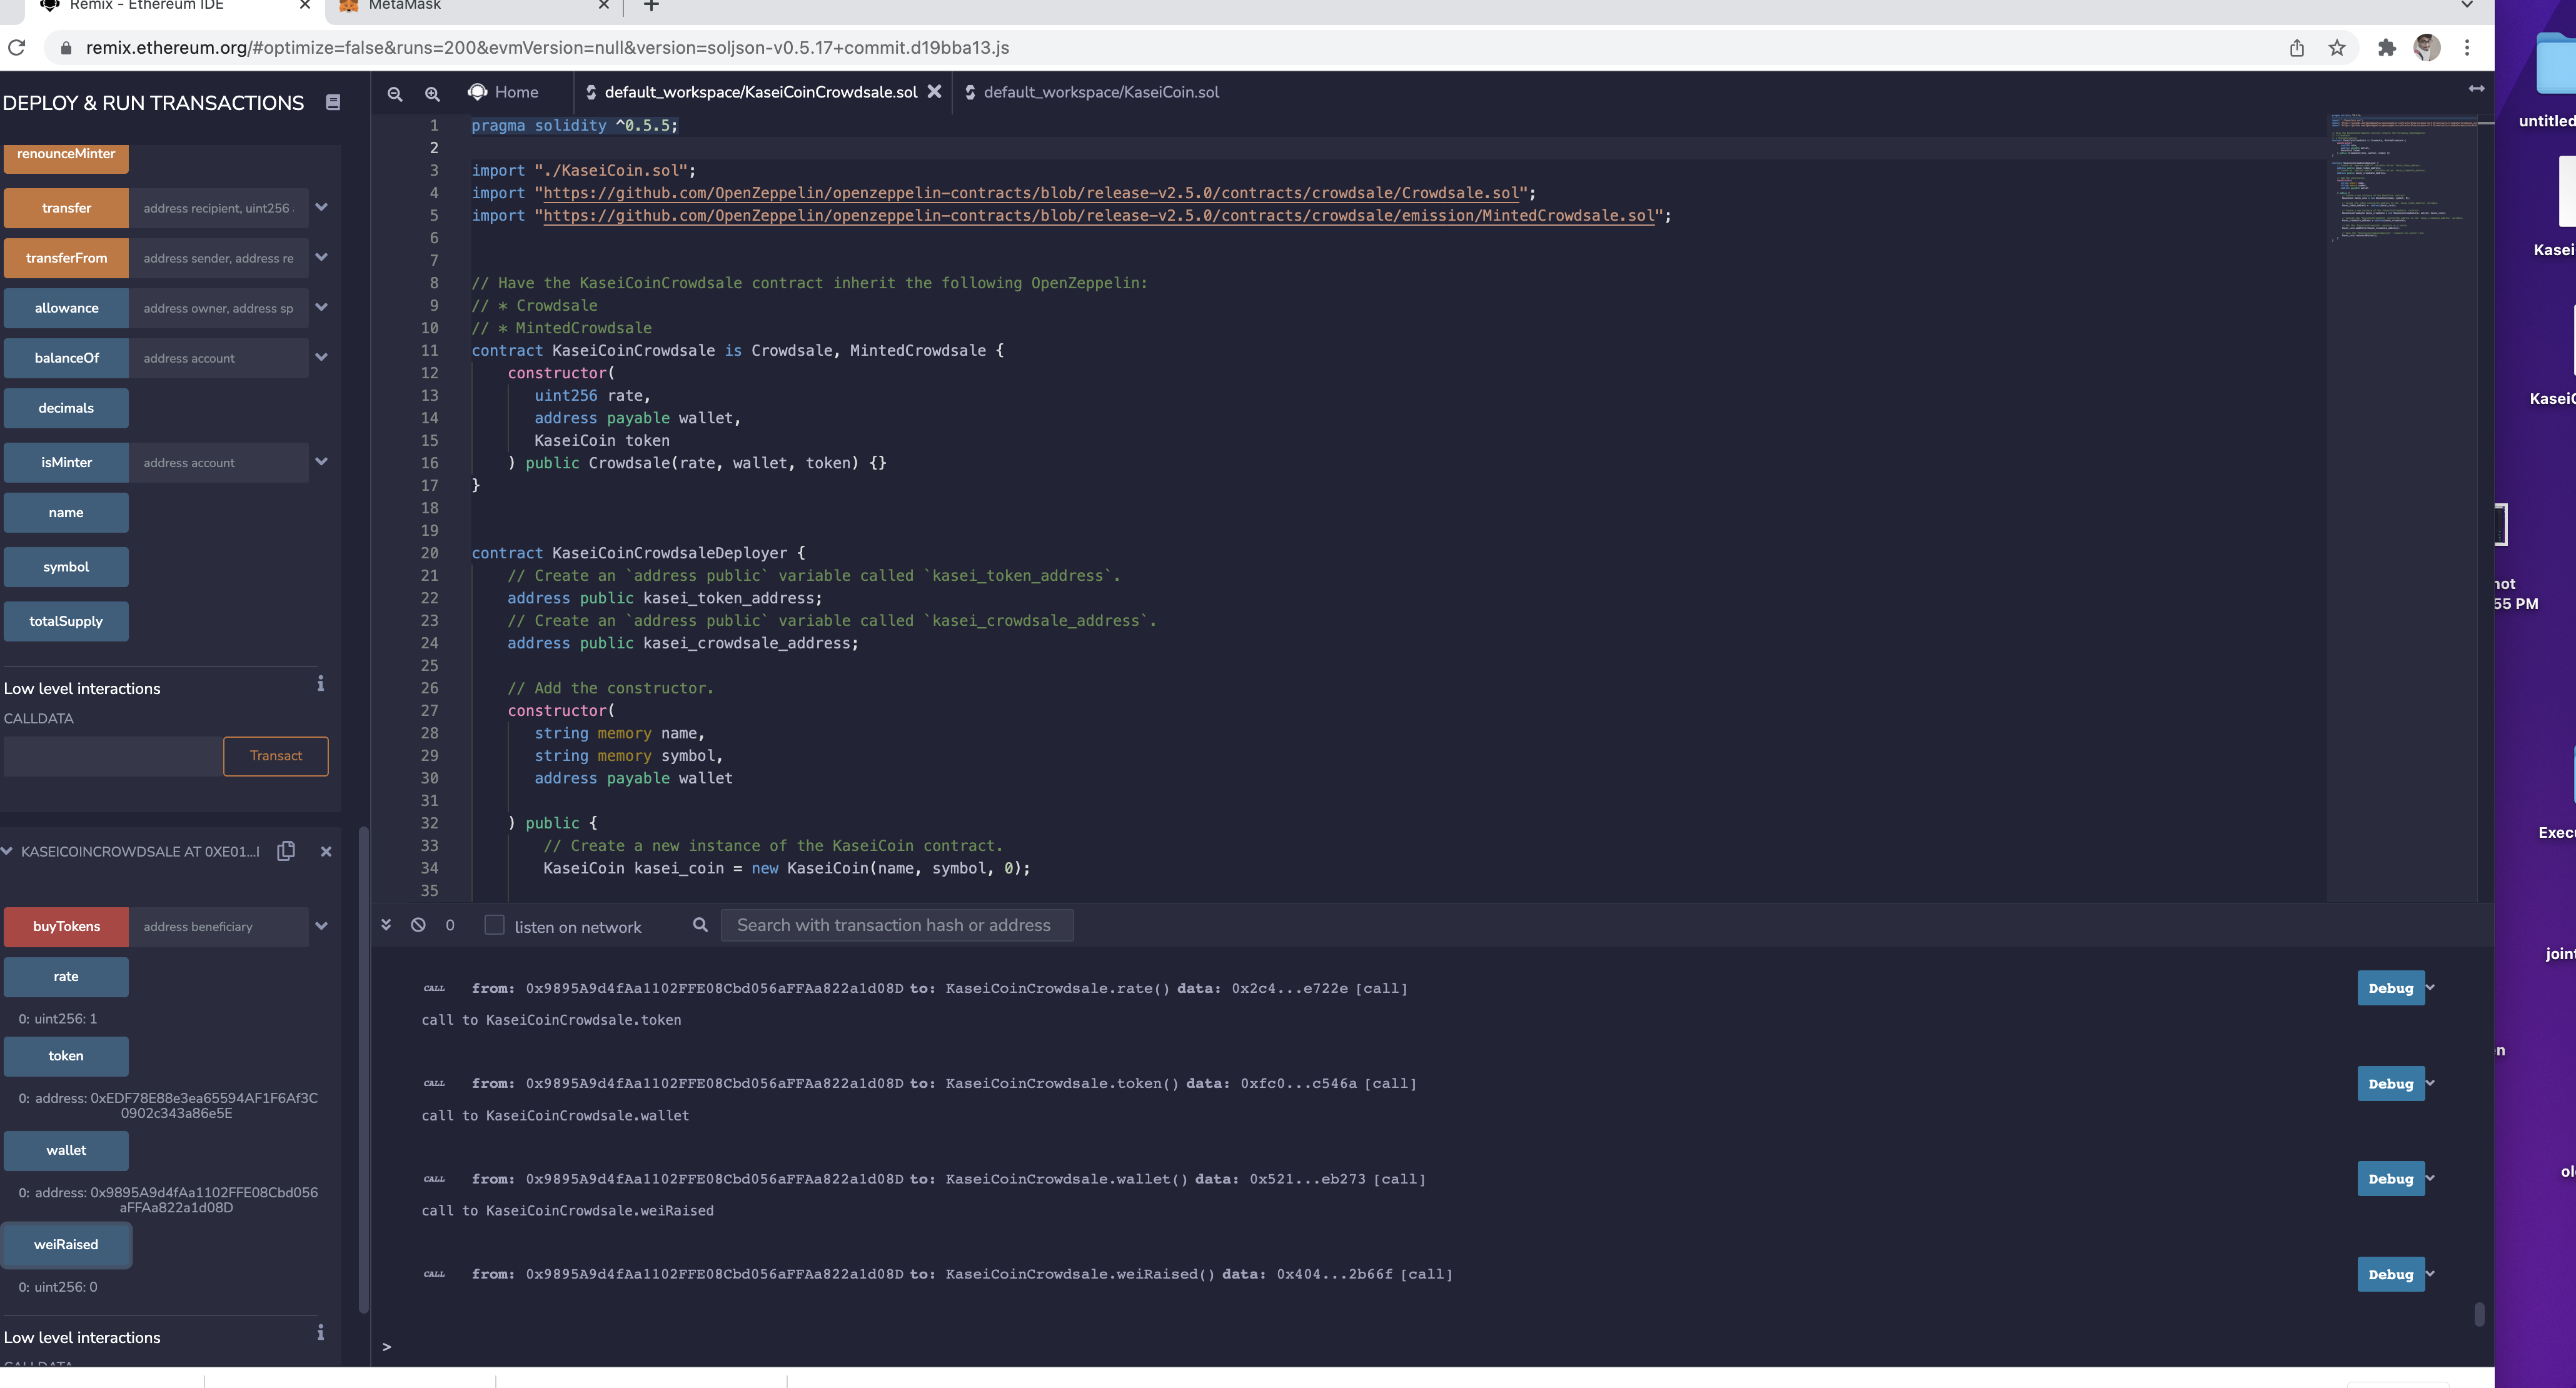 Remix - Ethereum IDE
MetaMask
remix.ethereum.org/#optimize=false&runs=200&evmVersion=null&version=soljson-v0.5.17+commit.d19bba13.js
DEPLOY & RUN TRANSACTIONS
renounceMinter
transfer address recipient, uint256
transferFrom address sender, address re
allowance address owner, address sp
balanceOf address account
decimals
isMinter address account
name
symbol
totalSupply
Low level interactions
CALLDATA
Transact
KASEICOINCROWDSALE AT 0XE01...
buyTokens address beneficiary
rate
0: uint256: 1
token
0: address: 0xEDF78E88e3ea65594AF1F6Af3C
0902c343a86e5E
wallet
0: address: 0x9895A9d4fAa1102FFE08Cbd056
aFFAa822a1d08D
weiRaised
0: uint256: 0
Low level interactions
CALLDATA
Home
default_workspace/KaseiCoinCrowdsale.sol
default_workspace/KaseiCoin.sol
1 pragma solidity ^0.5.5;
2
3 import "./KaseiCoin.sol";
4 import "https://github.com/OpenZeppelin/openzeppelin-contracts/blob/release-v2.5.0/contracts/crowdsale/Crowdsale.sol";
5 import "https://github.com/OpenZeppelin/openzeppelin-contracts/blob/release-v2.5.0/contracts/crowdsale/emission/MintedCrowdsale.sol";
6
7
8 // Have the KaseiCoinCrowdsale contract inherit the following OpenZeppelin:
9 // * Crowdsale
10 // * MintedCrowdsale
11 contract KaseiCoinCrowdsale is Crowdsale, MintedCrowdsale {
12 constructor(
13 uint256 rate,
14 address payable wallet,
15 KaseiCoin token
16 ) public Crowdsale(rate, wallet, token) {}
17 }
18
19
20 contract KaseiCoinCrowdsaleDeployer {
21 // Create an `address public` variable called `kasei_token_address`.
22 address public kasei_token_address;
23 // Create an `address public` variable called `kasei_crowdsale_address`.
24 address public kasei_crowdsale_address;
25
26 // Add the constructor.
27 constructor(
28 string memory name,
29 string memory symbol,
30 address payable wallet
31
32 ) public {
33 // Create a new instance of the KaseiCoin contract.
34 KaseiCoin kasei_coin = new KaseiCoin(name, symbol, 0);
35
0 listen on network Search with transaction hash or address
CALL from: 0x9895A9d4fAa1102FFE08Cbd056aFFAa822a1d08D to: KaseiCoinCrowdsale.rate() data: 0x2c4...e722e [call] Debug
call to KaseiCoinCrowdsale.token
CALL from: 0x9895A9d4fAa1102FFE08Cbd056aFFAa822a1d08D to: KaseiCoinCrowdsale.token() data: 0xfc0...c546a [call] Debug
call to KaseiCoinCrowdsale.wallet
CALL from: 0x9895A9d4fAa1102FFE08Cbd056aFFAa822a1d08D to: KaseiCoinCrowdsale.wallet() data: 0x521...eb273 [call] Debug
call to KaseiCoinCrowdsale.weiRaised
CALL from: 0x9895A9d4fAa1102FFE08Cbd056aFFAa822a1d08D to: KaseiCoinCrowdsale.weiRaised() data: 0x404...2b66f [call] Debug
>
untitled
Kasei
KaseiC
hot
55 PM
Execu
joint
en
ol